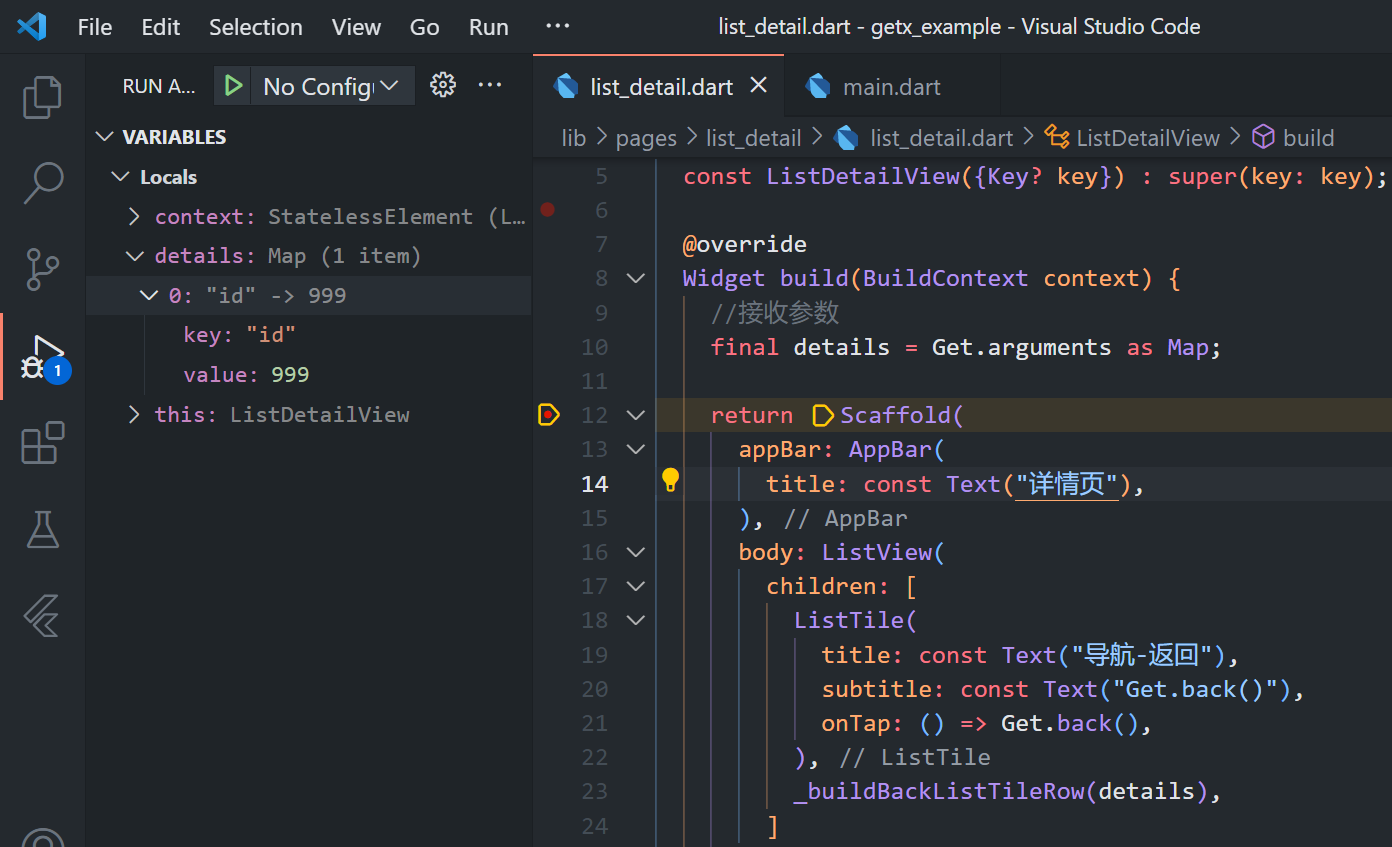 File Edit Selection View Go Run ··· list_detail.dart - getx_example - Visual Studio Code
RUN A... No Config ···
list_detail.dart main.dart
VARIABLES
Locals
context: StatelessElement (L...
details: Map (1 item)
0: "id" -> 999
key: "id"
value: 999
this: ListDetailView
1
lib > pages > list_detail > list_detail.dart > ListDetailView > build
5 const ListDetailView({Key? key}) : super(key: key);
6
7 @override
8 Widget build(BuildContext context) {
9 //接收参数
10 final details = Get.arguments as Map;
11
12 return Scaffold(
13 appBar: AppBar(
14 title: const Text("详情页"),
15 ), // AppBar
16 body: ListView(
17 children: [
18 ListTile(
19 title: const Text("导航-返回"),
20 subtitle: const Text("Get.back()"),
21 onTap: () => Get.back(),
22 ), // ListTile
23 _buildBackListTileRow(details),
24 ]